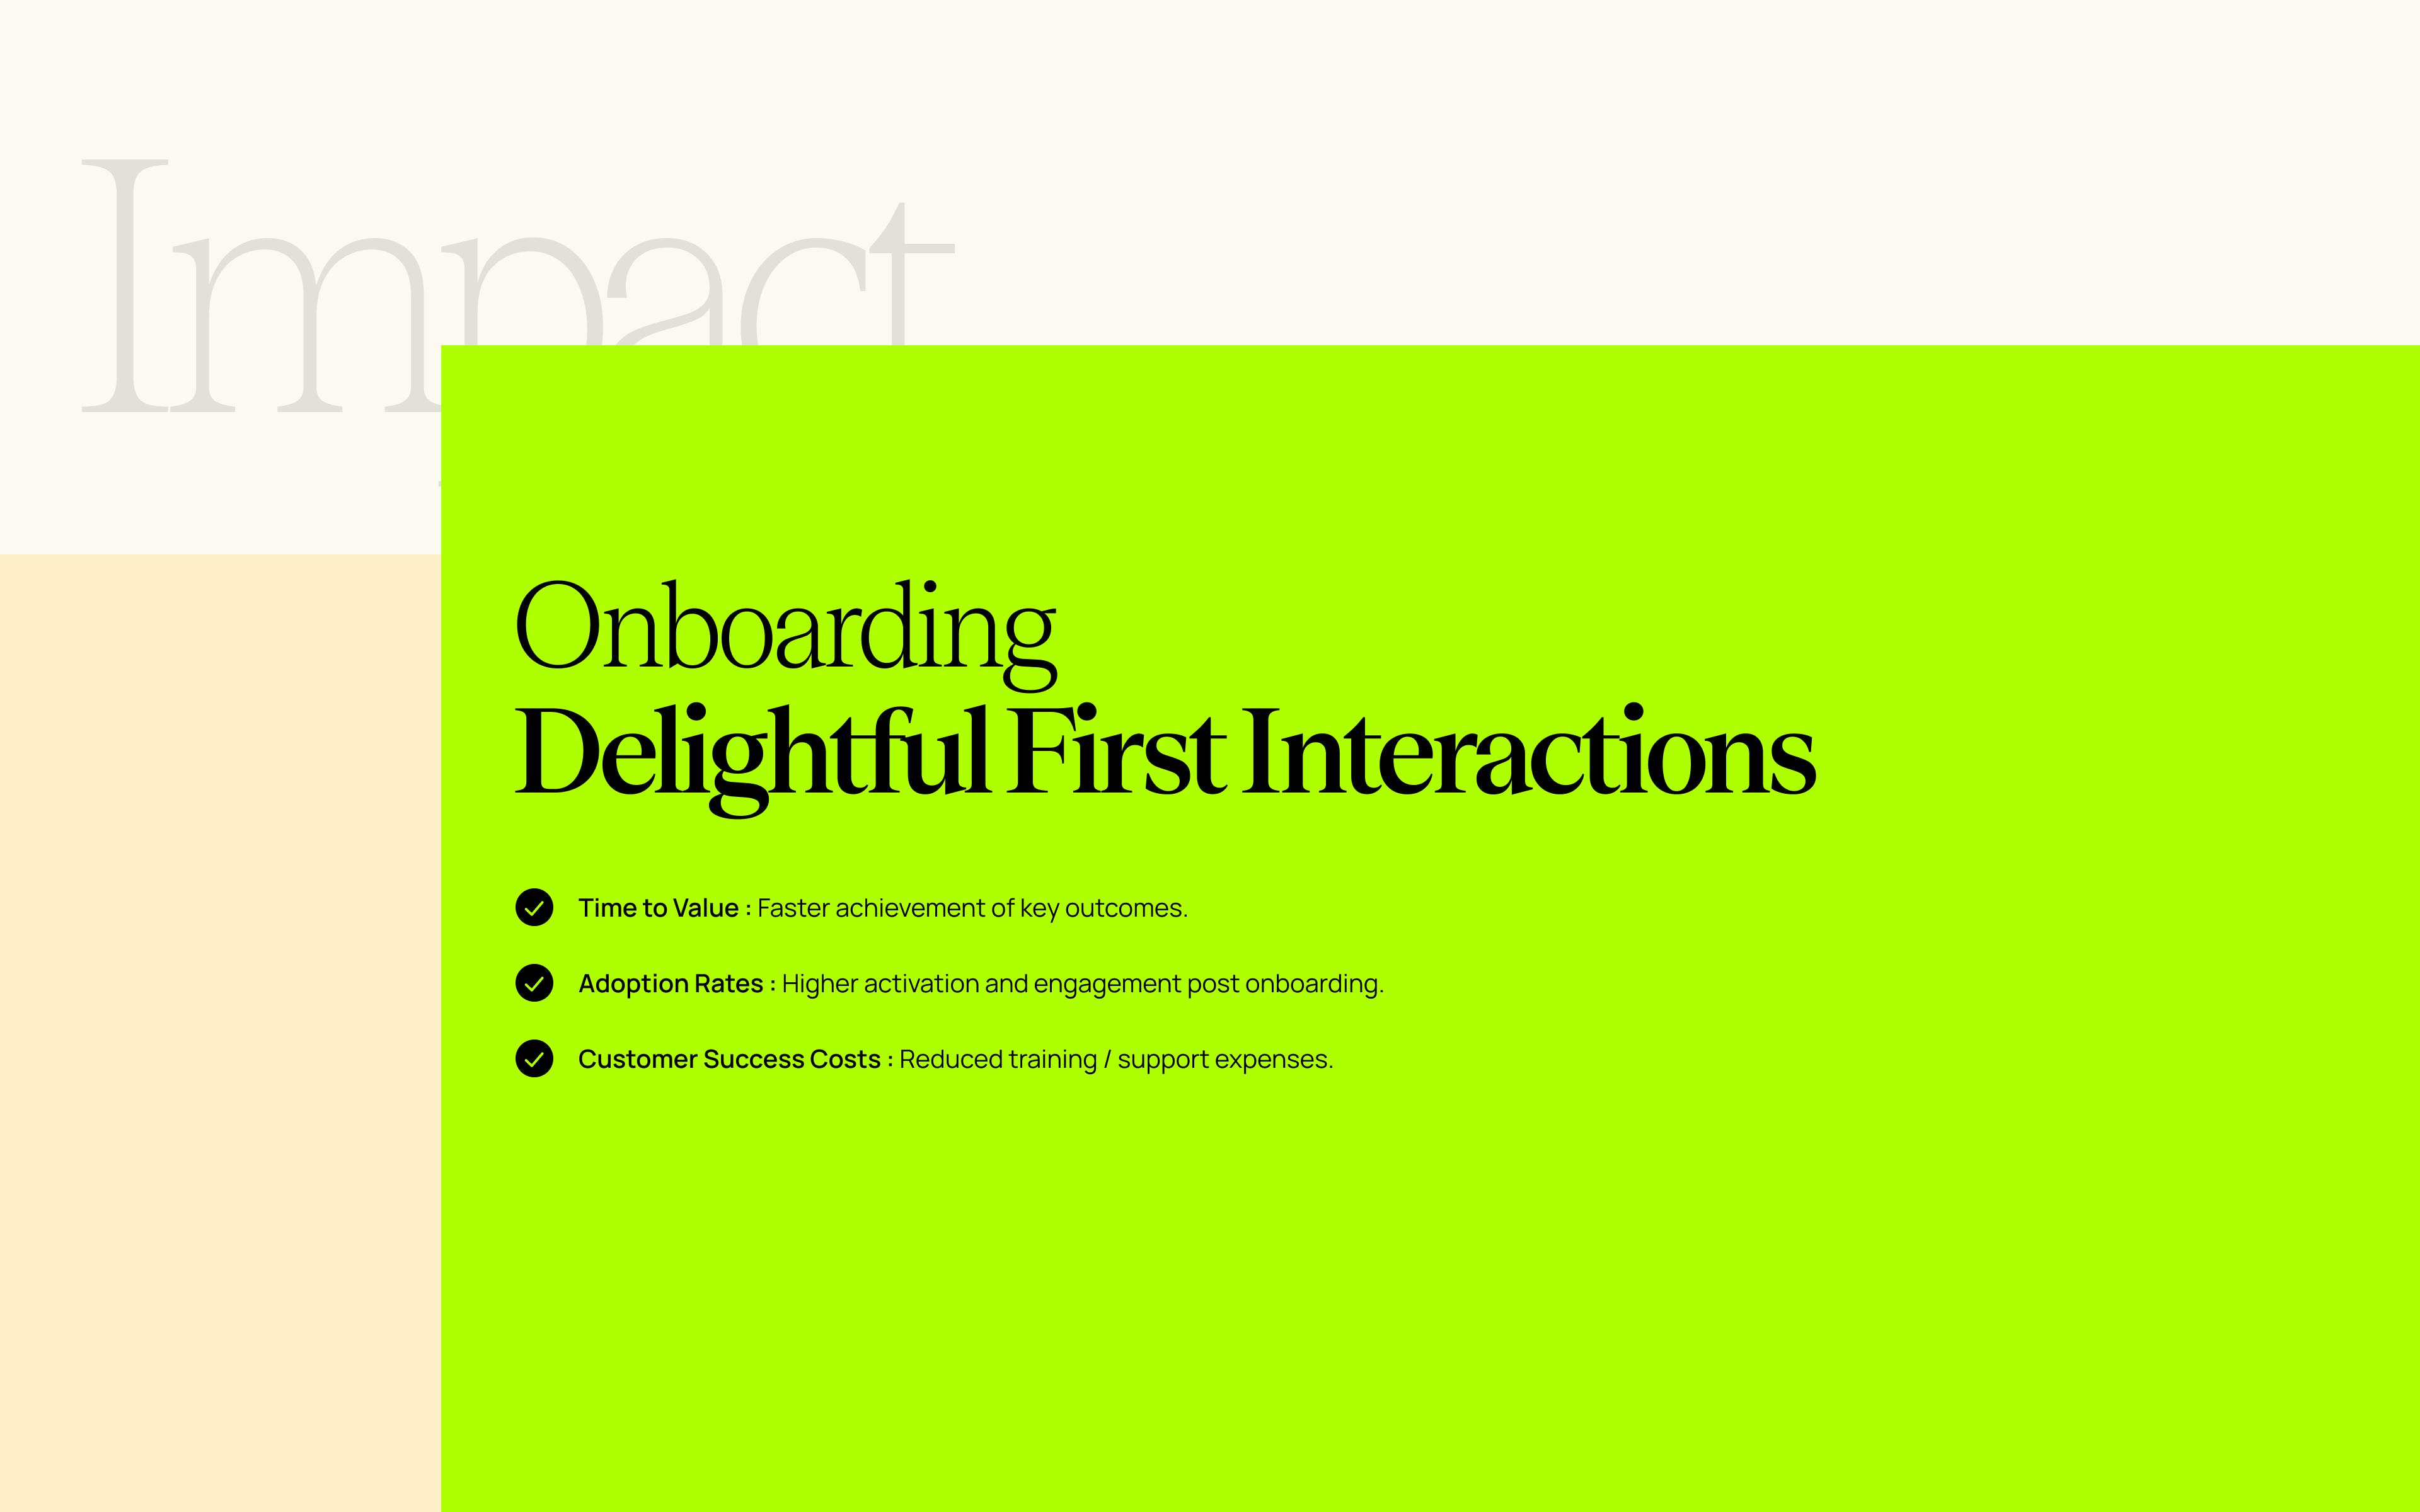 Impact
Onboarding
Delightful First Interactions
Time to Value : Faster achievement of key outcomes.
Adoption Rates : Higher activation and engagement post onboarding.
Customer Success Costs : Reduced training / support expenses.